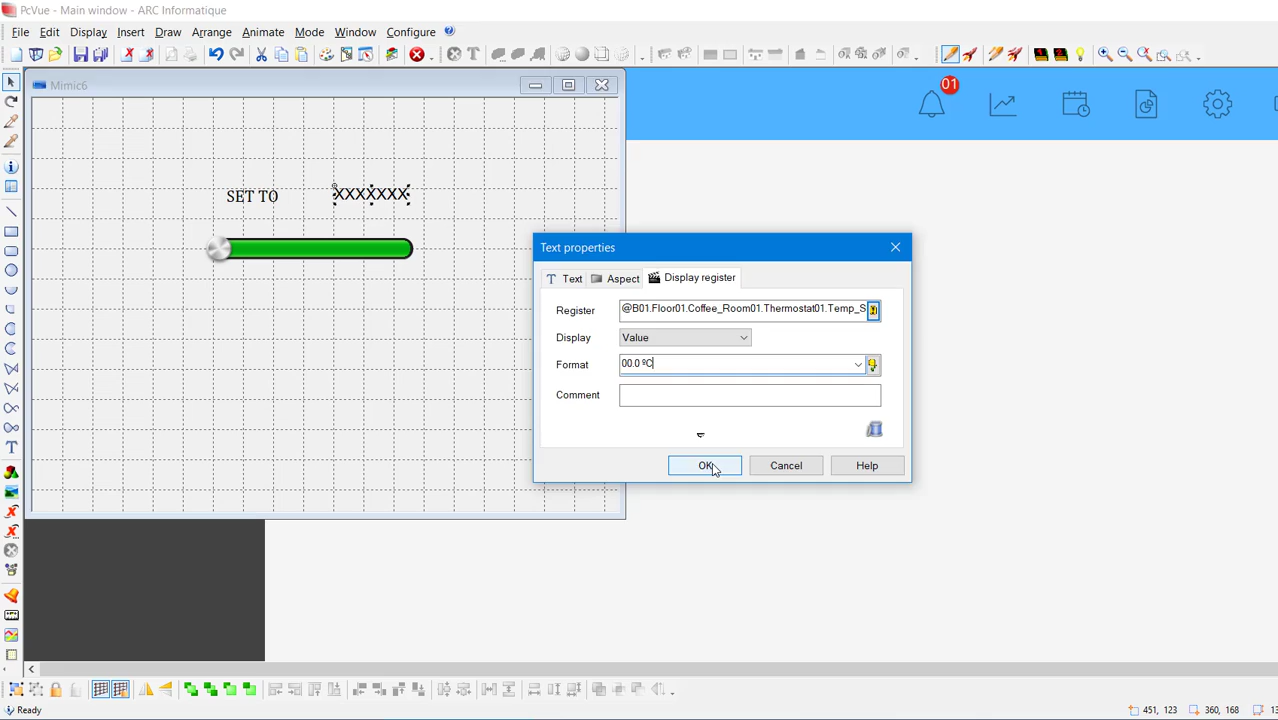 PcVue - Main window - ARC Informatique
File Edit Display Insert Draw Arrange Animate Mode Window Configure
Mimic6
01
SET TO XXXXXXX
Text properties
Text Aspect Display register
Register @B01.Floor01.Coffee_Room01.Thermostat01.Temp_S
Display Value
Format 00.0 ºC
Comment
OK Cancel Help
Ready 451, 123 360, 168 13